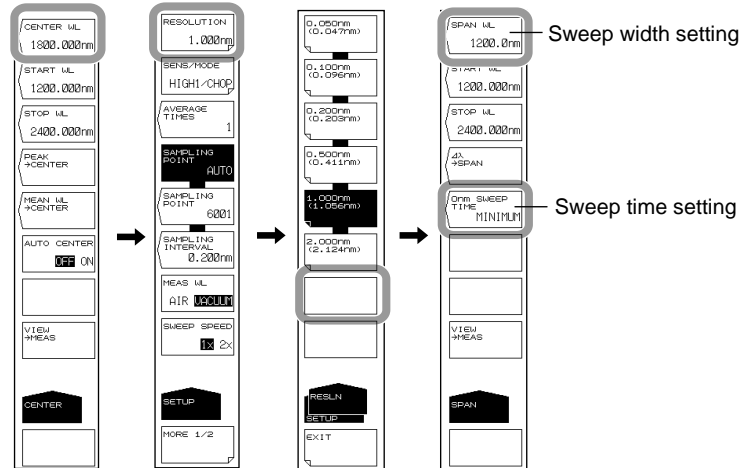 CENTER WL
1800.000nm
START WL
1200.000nm
STOP WL
2400.000nm
PEAK
→CENTER
MEAN WL
→CENTER
AUTO CENTER
OFF ON
VIEW
→MEAS
CENTER
RESOLUTION
1.000nm
SENS/MODE
HIGH1/CHOP
AVERAGE
TIMES
1
SAMPLING
POINT
AUTO
SAMPLING
POINT
6001
SAMPLING
INTERVAL
0.200nm
MEAS WL
AIR VACUUM
SWEEP SPEED
1x 2x
SETUP
MORE 1/2
0.050nm
(0.047nm)
0.100nm
(0.096nm)
0.200nm
(0.203nm)
0.500nm
(0.411nm)
1.000nm
(1.056nm)
2.000nm
(2.124nm)
RESLN
SETUP
EXIT
SPAN WL
1200.0nm
START WL
1200.000nm
STOP WL
2400.000nm
Δλ
→SPAN
0nm SWEEP
TIME
MINIMUM
VIEW
→MEAS
SPAN
Sweep width setting
Sweep time setting